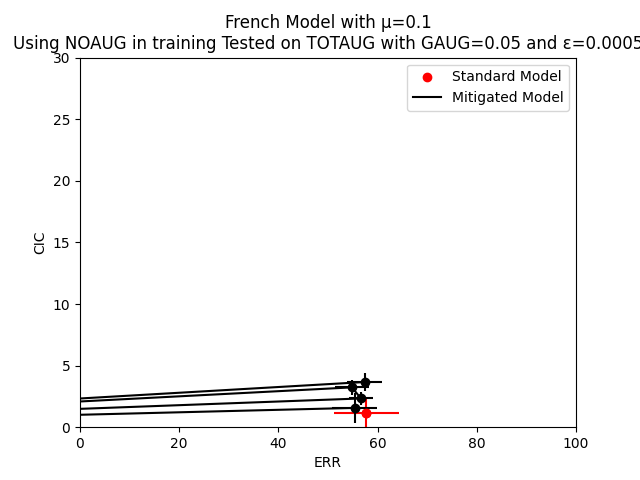 French Model with μ=0.1
Using NOAUG in training Tested on TOTAUG with GAUG=0.05 and ε=0.0005
Standard Model
Mitigated Model
30
25
20
15
10
5
0
CIC
0 20 40 60 80 100
ERR